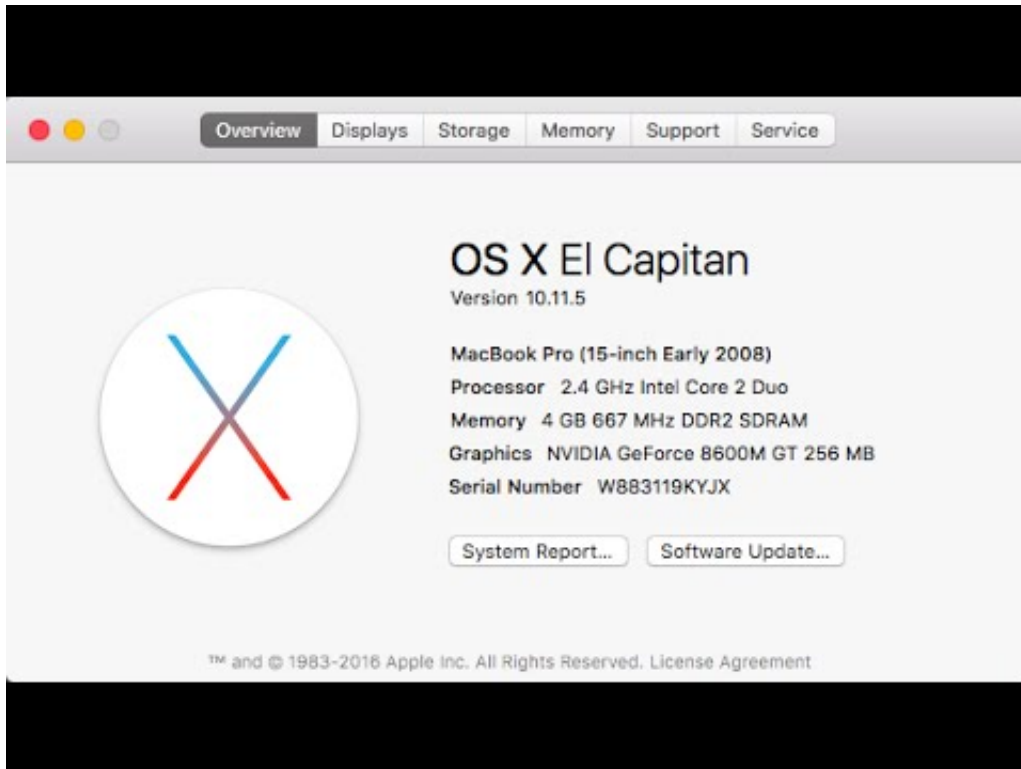 Overview Displays Storage Memory Support Service
OS X El Capitan
Version 10.11.5
MacBook Pro (15-inch Early 2008)
Processor 2.4 GHz Intel Core 2 Duo
Memory 4 GB 667 MHz DDR2 SDRAM
Graphics NVIDIA GeForce 8600M GT 256 MB
Serial Number W883119KYJX
System Report... Software Update...
™ and © 1983-2016 Apple Inc. All Rights Reserved. License Agreement